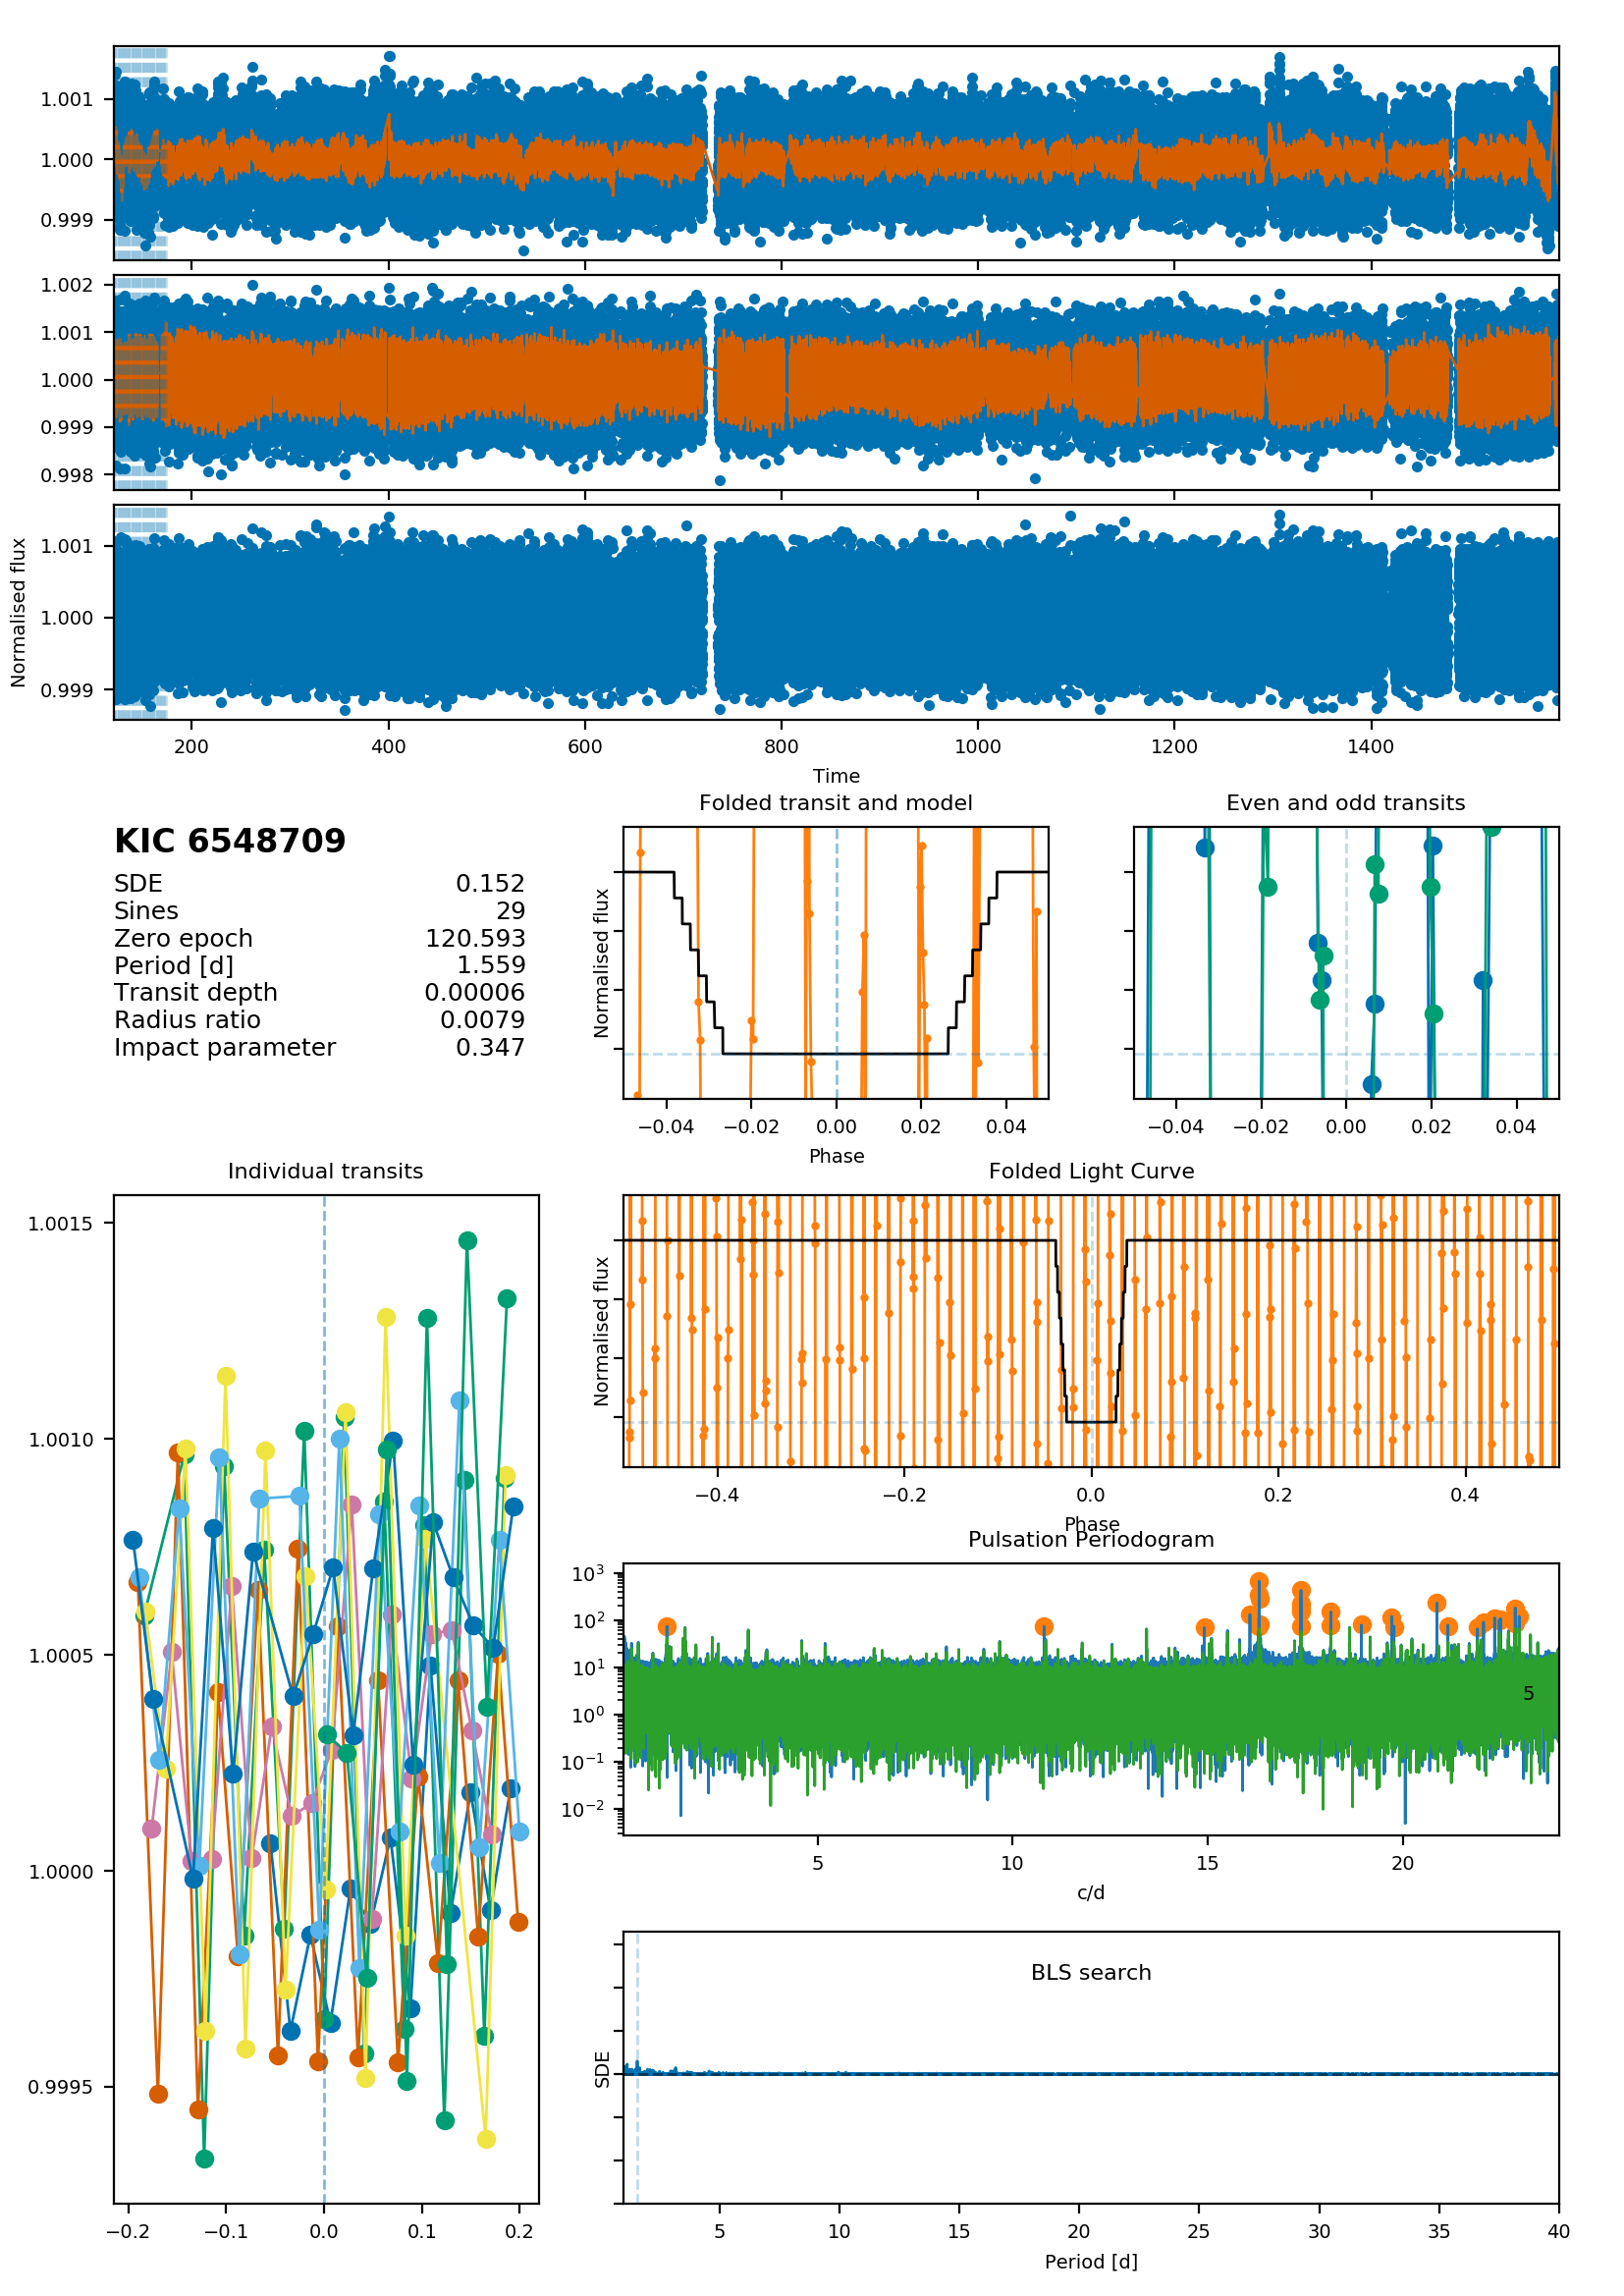 1.001
1.000
0.999
1.002
1.001
1.000
0.999
0.998
1.001
1.000
0.999
Normalised flux
200 400 600 800 1000 1200 1400
Time
KIC 6548709
SDE 0.152
Sines 29
Zero epoch 120.593
Period [d] 1.559
Transit depth 0.00006
Radius ratio 0.0079
Impact parameter 0.347
Folded transit and model
Normalised flux
−0.04 −0.02 0.00 0.02 0.04
Phase
Even and odd transits
−0.04 −0.02 0.00 0.02 0.04
Individual transits
1.0015
1.0010
1.0005
1.0000
0.9995
−0.2 −0.1 0.0 0.1 0.2
Folded Light Curve
Normalised flux
−0.4 −0.2 0.0 0.2 0.4
Phase
Pulsation Periodogram
10³
10²
10¹
10⁰
10⁻¹
10⁻²
5
5 10 15 20
c/d
BLS search
SDE
5 10 15 20 25 30 35 40
Period [d]